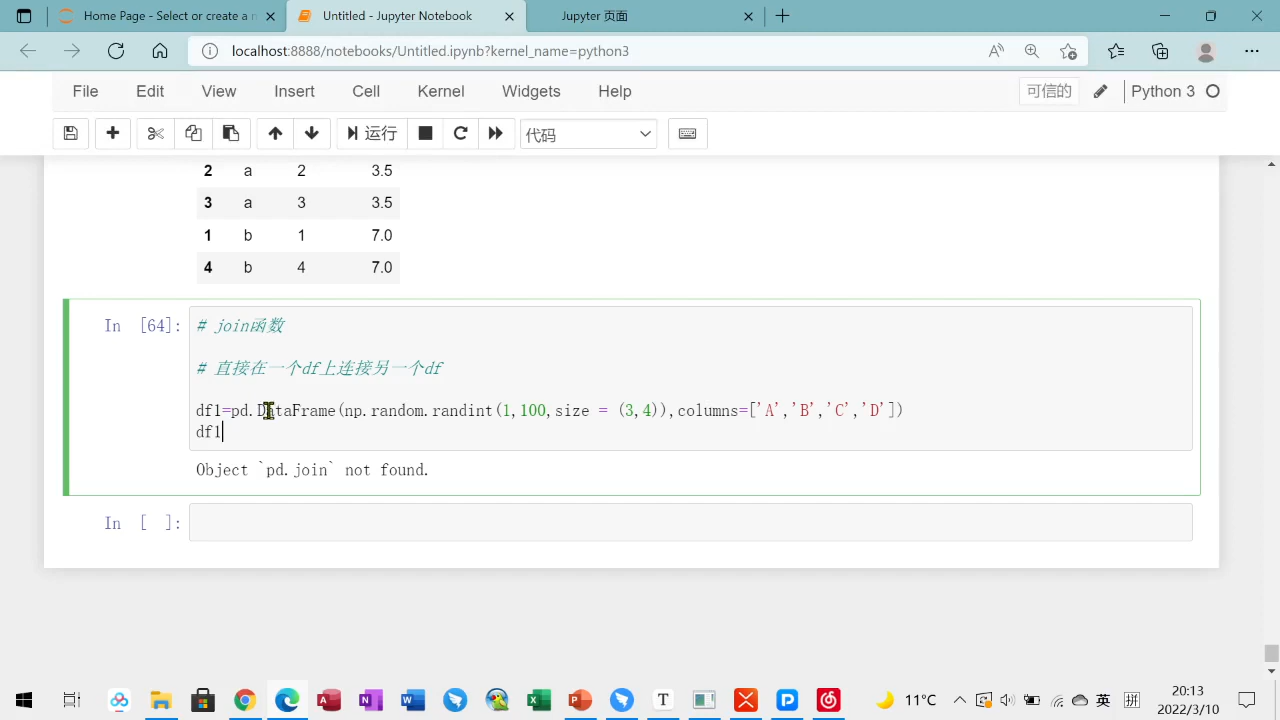 Home Page - Select or create a n
Untitled - Jupyter Notebook
Jupyter 页面
localhost:8888/notebooks/Untitled.ipynb?kernel_name=python3
File Edit View Insert Cell Kernel Widgets Help 可信的 Python 3
运行 代码
2 a 2 3.5
3 a 3 3.5
1 b 1 7.0
4 b 4 7.0
In [64]: # join函数
# 直接在一个df上连接另一个df
df1=pd.DataFrame(np.random.randint(1,100,size = (3,4)),columns=['A','B','C','D'])
df1
Object `pd.join` not found.
In [ ]:
11°C 英 拼 20:13
2022/3/10